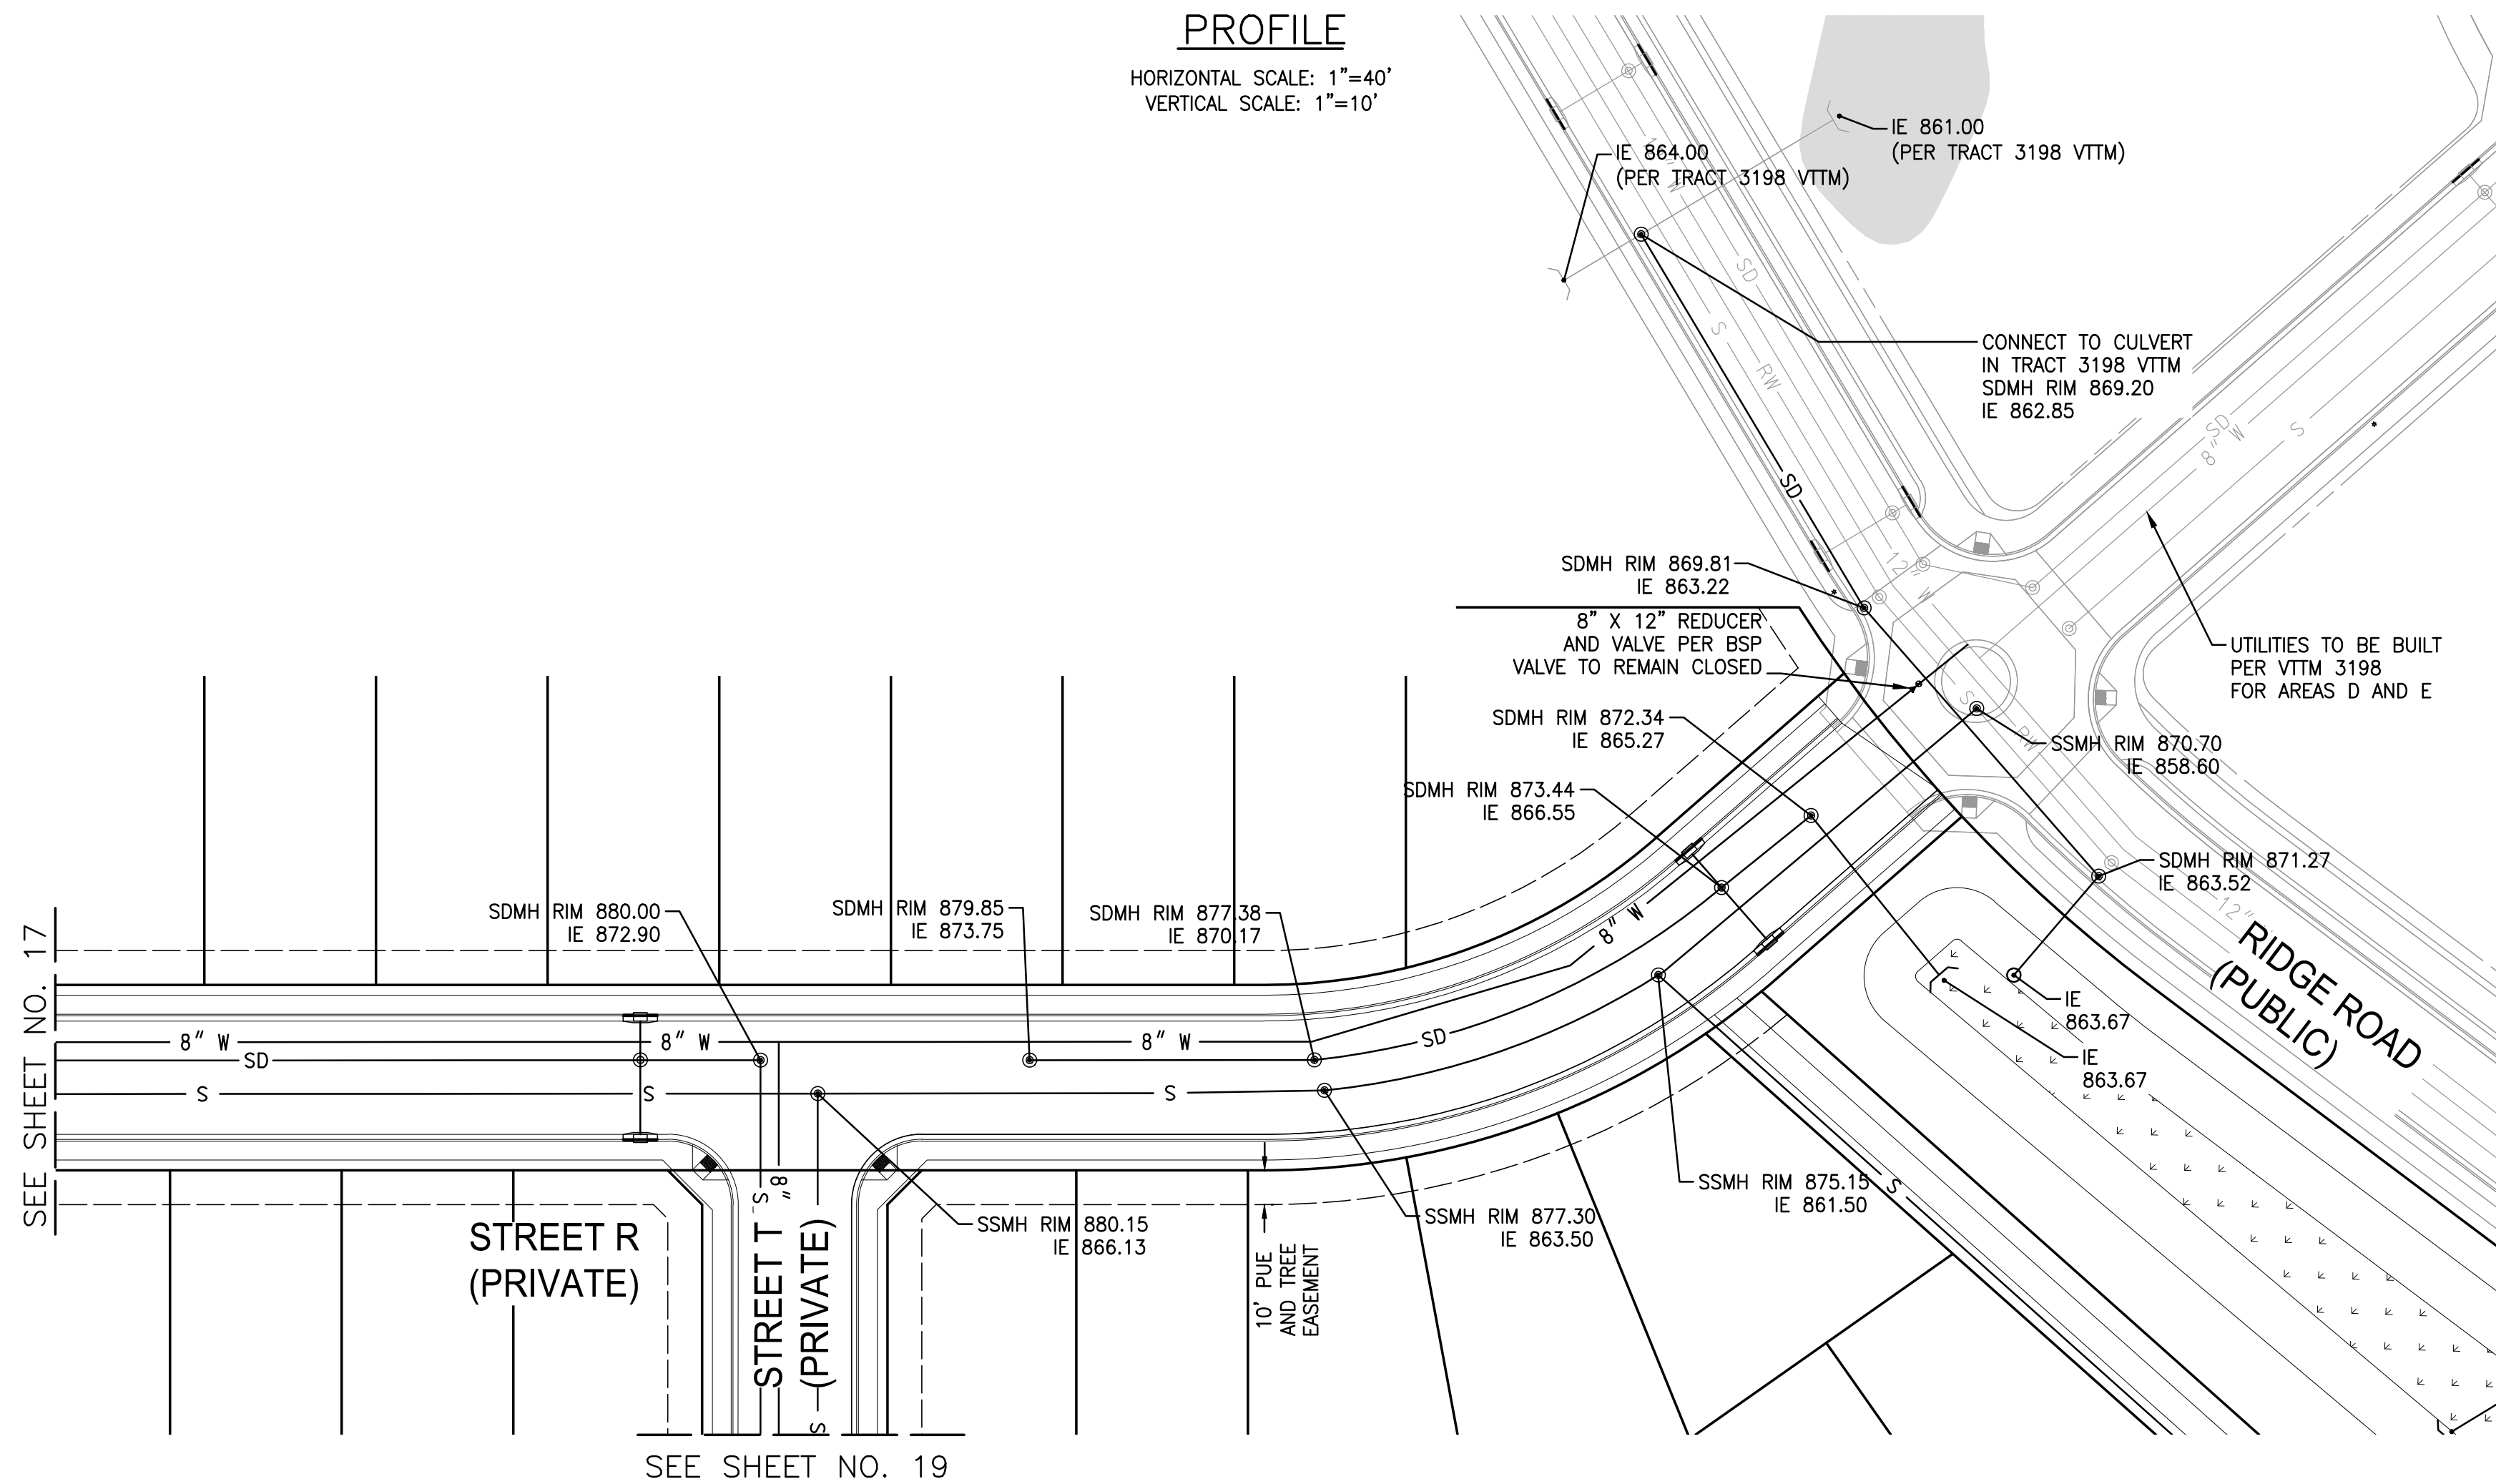 PROFILE
HORIZONTAL SCALE: 1"=40'
VERTICAL SCALE: 1"=10'
IE 861.00
(PER TRACT 3198 VTTM)
IE 864.00
(PER TRACT 3198 VTTM)
W
SD
S
RW
CONNECT TO CULVERT
IN TRACT 3198 VTTM
SDMH RIM 869.20
IE 862.85
SD
8" W
S
SD
SDMH RIM 869.81
IE 863.22
12" W
8" X 12" REDUCER
AND VALVE PER BSP
VALVE TO REMAIN CLOSED
UTILITIES TO BE BUILT
PER VTTM 3198
FOR AREAS D AND E
S
RW
SDMH RIM 872.34
IE 865.27
SSMH RIM 870.70
IE 858.60
SDMH RIM 873.44
IE 866.55
SDMH RIM 871.27
IE 863.52
12"
RIDGE ROAD
(PUBLIC)
SDMH RIM 880.00
IE 872.90
SDMH RIM 879.85
IE 873.75
SDMH RIM 877.38
IE 870.17
8" W
SEE SHEET NO. 17
8" W
8" W
8" W
SD
SD
S
S
S
IE
863.67
IE
863.67
STREET R
(PRIVATE)
S
8"
STREET T
(PRIVATE)
S
SSMH RIM 880.15
IE 866.13
10' PUE
AND TREE
EASEMENT
SSMH RIM 877.30
IE 863.50
SSMH RIM 875.15
IE 861.50
S
SEE SHEET NO. 19